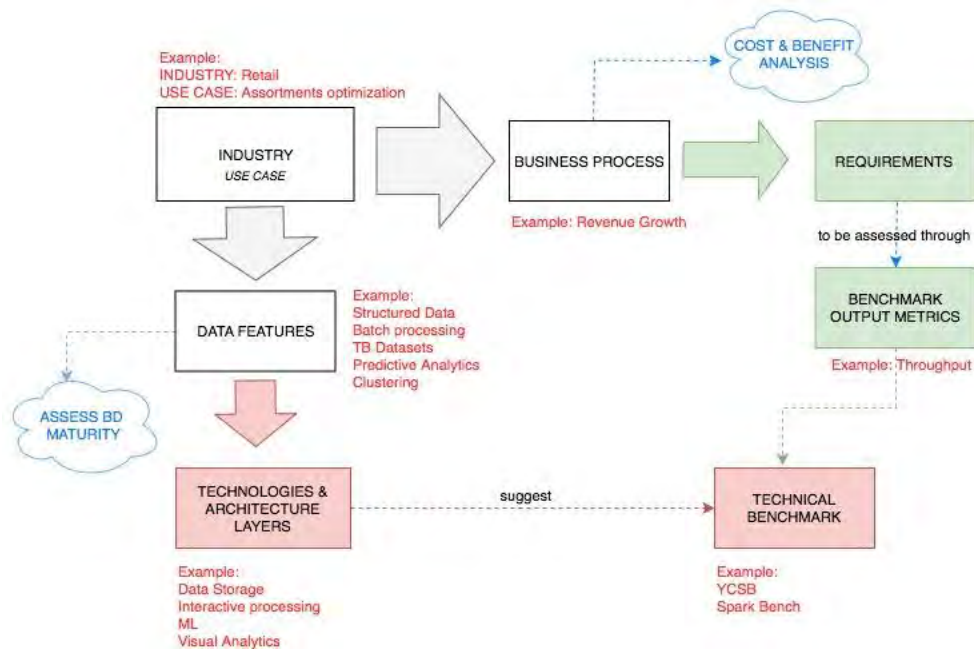 Example:
INDUSTRY: Retail
USE CASE: Assortments optimization
INDUSTRY
USE CASE
BUSINESS PROCESS
Example: Revenue Growth
COST & BENEFIT
ANALYSIS
REQUIREMENTS
to be assessed through
BENCHMARK
OUTPUT METRICS
Example: Throughput
DATA FEATURES
Example:
Structured Data
Batch processing
TB Datasets
Predictive Analytics
Clustering
ASSESS BD
MATURITY
TECHNOLOGIES &
ARCHITECTURE
LAYERS
Example:
Data Storage
Interactive processing
ML
Visual Analytics
suggest
TECHNICAL
BENCHMARK
Example:
YCSB
Spark Bench